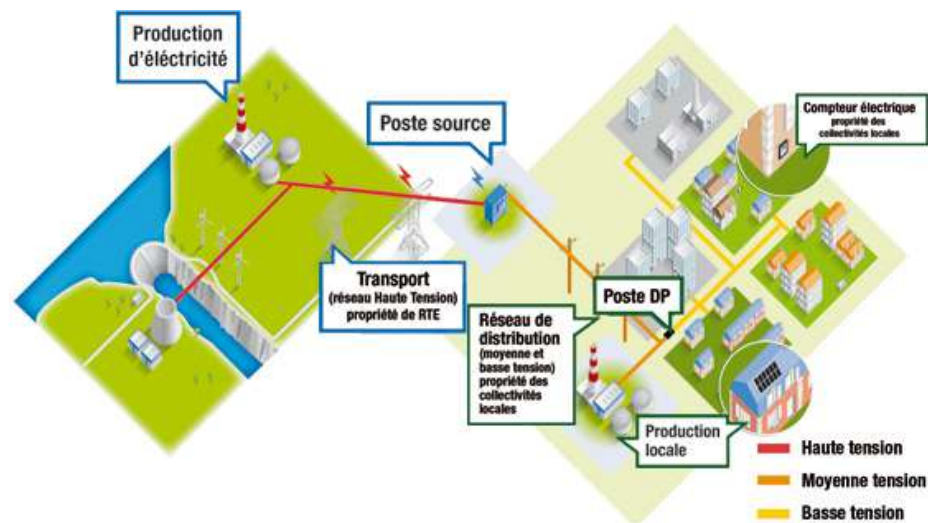 Production
d'éléctricité
Poste source
Compteur électrique
propriété des
collectivités locales
Transport
(réseau Haute Tension)
propriété de RTE
Poste DP
Réseau de
distribution
(moyenne et
basse tension)
propriété des
collectivités
locales
Production
locale
Haute tension
Moyenne tension
Basse tension